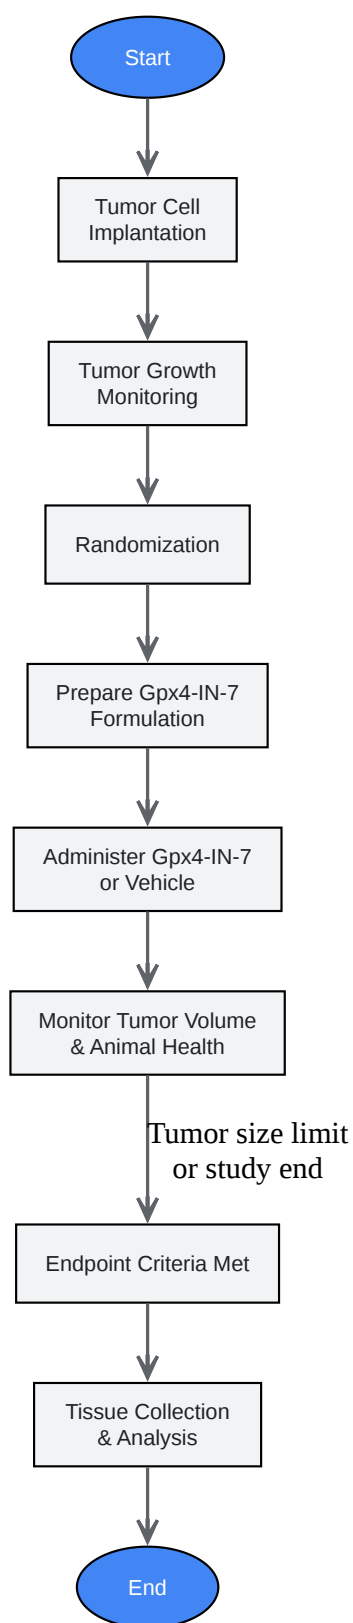 Start
Tumor Cell
Implantation
Tumor Growth
Monitoring
Randomization
Prepare Gpx4-IN-7
Formulation
Administer Gpx4-IN-7
or Vehicle
Monitor Tumor Volume
& Animal Health
Tumor size limit
or study end
Endpoint Criteria Met
Tissue Collection
& Analysis
End